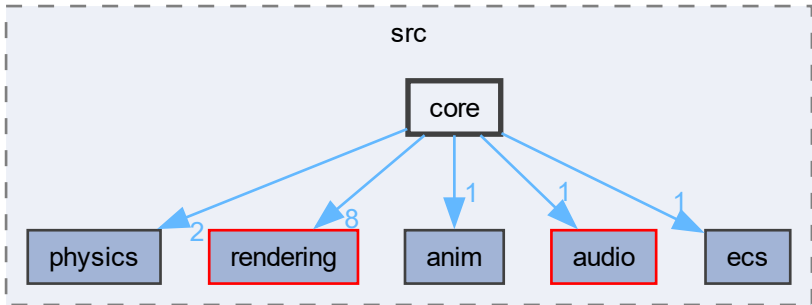 src
core
2
8
1
1
1
physics
rendering
anim
audio
ecs